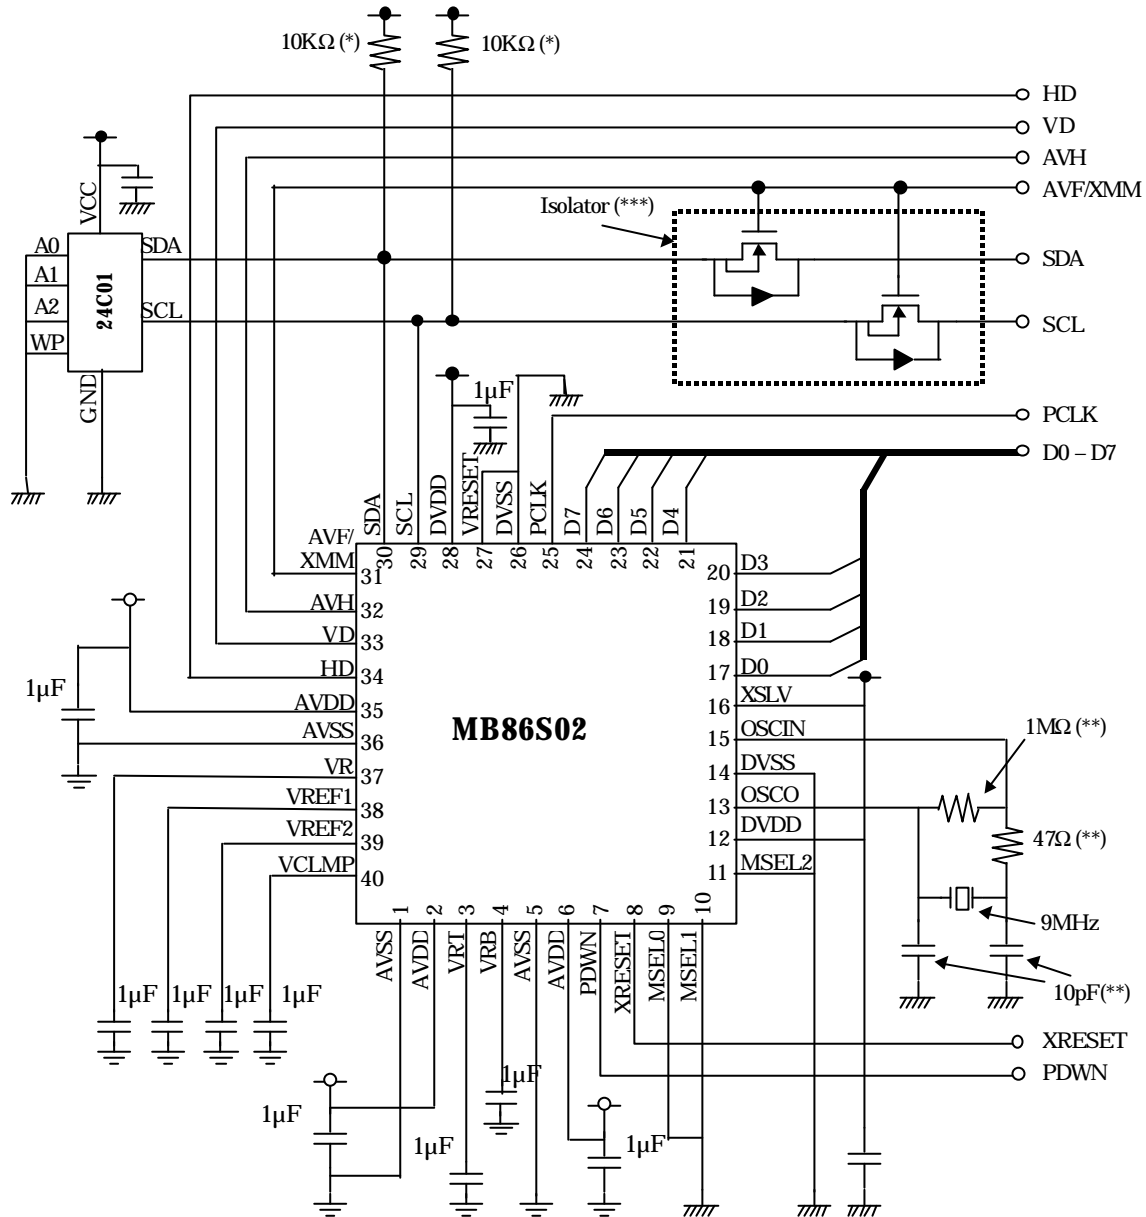 10KΩ (*)
10KΩ (*)
HD
VD
AVH
AVF/XMM
Isolator (***)
SDA
SCL
VCC
A0
A1
A2
WP
24C01
SDA
SCL
GND
1μF
PCLK
D0 – D7
AVF/
XMM
SDA
SCL
DVDD
VRESET
DVSS
PCLK
D7
D6
D5
D4
30
29
28
27
26
25
24
23
22
21
31
AVH
32
VD
33
HD
34
AVDD
35
AVSS
36
VR
37
VREF1
38
VREF2
39
VCLMP
40
1μF
MB86S02
20
D3
19
D2
18
D1
17
D0
16
XSLV
15
OSCIN
14
DVSS
13
OSCO
12
DVDD
11
MSEL2
1MΩ (**)
47Ω (**)
9MHz
10pF(**)
1
2
3
4
5
6
7
8
9
10
AVSS
AVDD
VRT
VRB
AVSS
AVDD
PDWN
XRESET
MSEL0
MSEL1
1μF
1μF
1μF
1μF
XRESET
PDWN
1μF
1μF
1μF
1μF